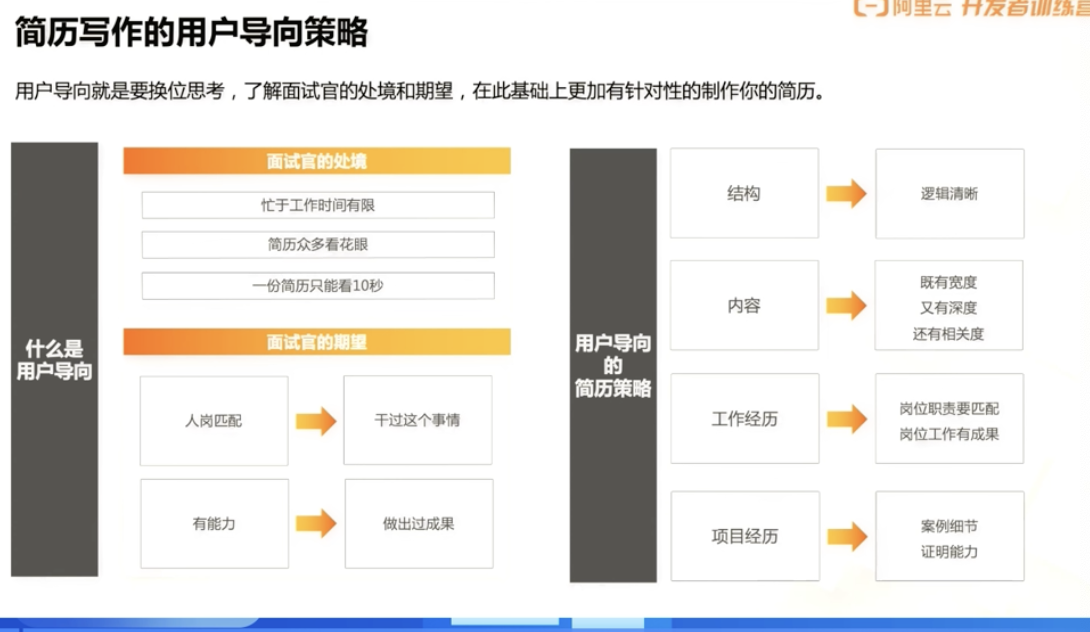 阿里云 开发者训练营
简历写作的用户导向策略
用户导向就是要换位思考，了解面试官的处境和期望，在此基础上更加有针对性的制作你的简历。
什么是
用户导向
面试官的处境
忙于工作时间有限
简历众多看花眼
一份简历只能看10秒
面试官的期望
人岗匹配
干过这个事情
有能力
做出过成果
用户导向
的
简历策略
结构
逻辑清晰
内容
既有宽度
又有深度
还有相关度
工作经历
岗位职责要匹配
岗位工作有成果
项目经历
案例细节
证明能力